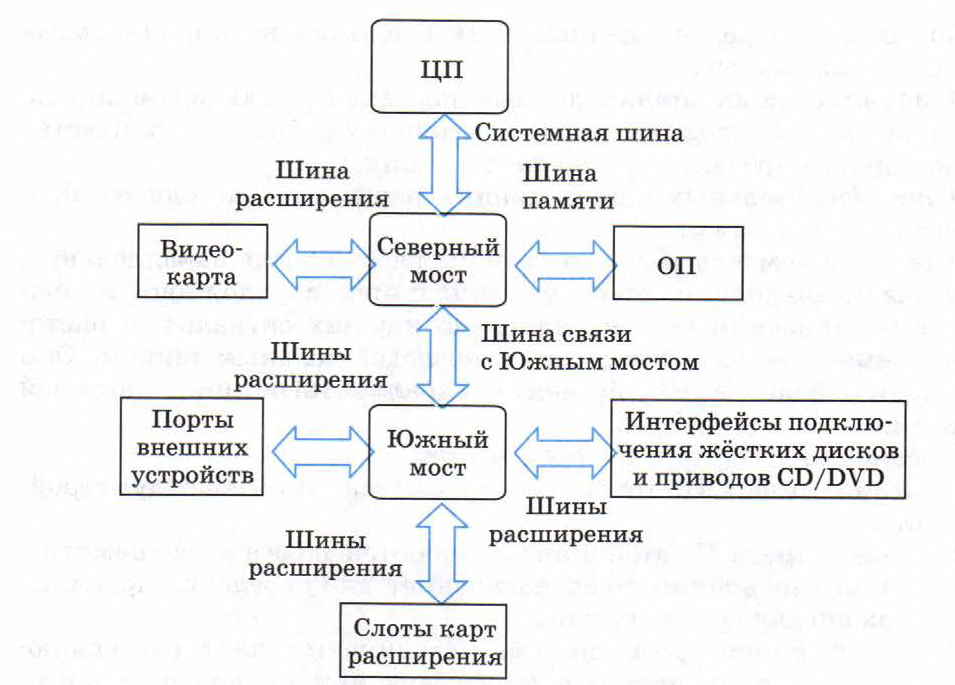 ЦП
Системная шина
Шина
расширения
Шина
памяти
Видео-
карта
Северный
мост
ОП
Шины
расширения
Шина связи
с Южным мостом
Порты
внешних
устройств
Южный
мост
Интерфейсы подклю-
чения жёстких дисков
и приводов CD/DVD
Шины
расширения
Шины
расширения
Слоты карт
расширения